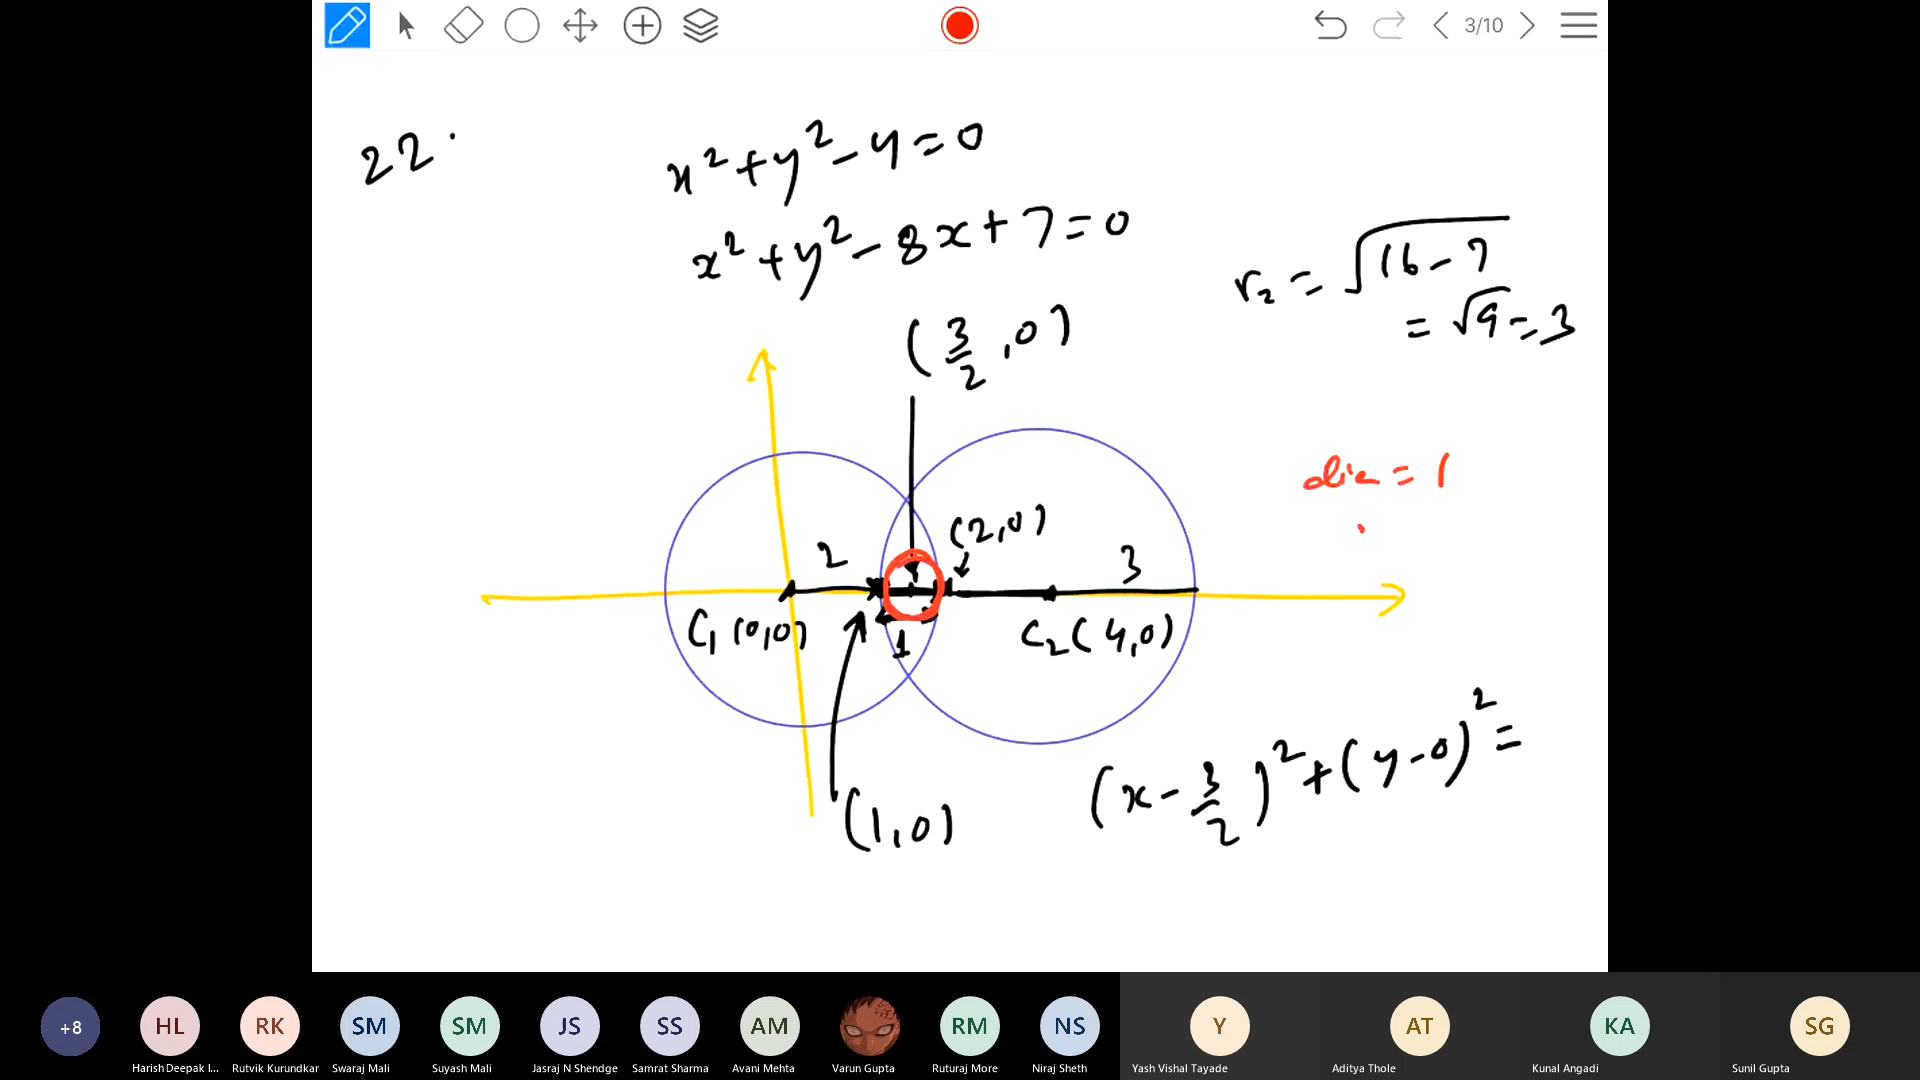 3/10
22.
x²+y²-4=0
x²+y²-8x+7=0
r₂ = √16-7
= √9 = 3
(3/2, 0)
dia = 1
(2,0)
2
3
C₁ (0,0)
1
C₂ (4,0)
(x - 3/2)² + (y-0)² =
(1,0)
+8
HL
RK
SM
SM
JS
SS
AM
RM
NS
Y
AT
KA
SG
Harish Deepak I...
Rutvik Kurundkar
Swaraj Mali
Suyash Mali
Jasraj N Shendge
Samrat Sharma
Avani Mehta
Varun Gupta
Ruturaj More
Niraj Sheth
Yash Vishal Tayade
Aditya Thole
Kunal Angadi
Sunil Gupta